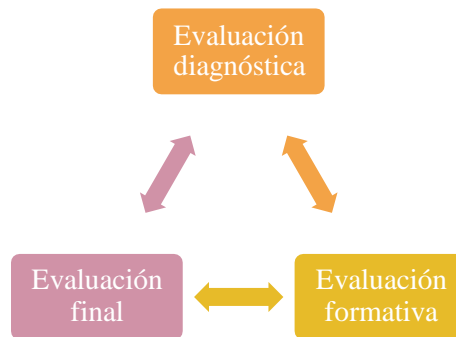 Evaluación
diagnóstica
Evaluación
final
Evaluación
formativa